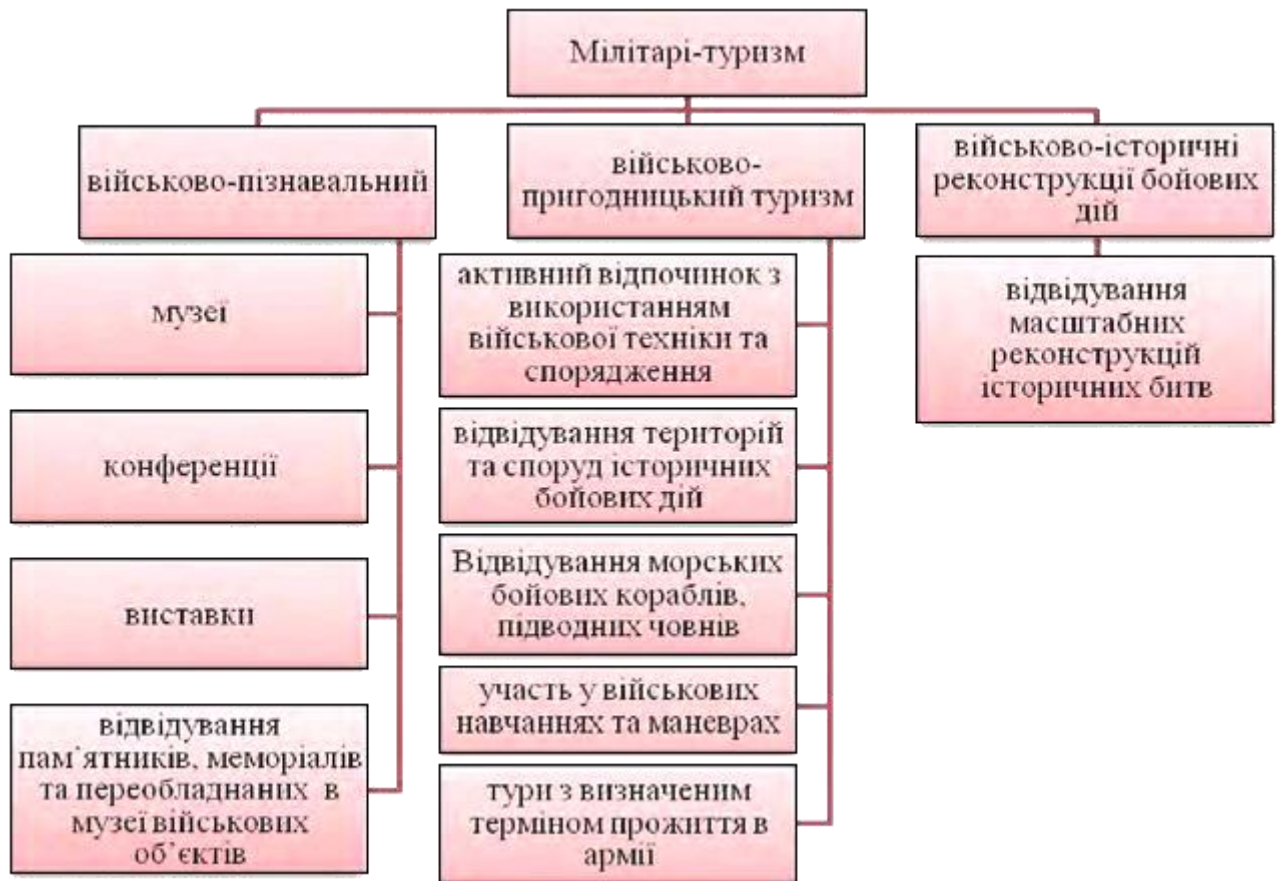 Мілітарі-туризм
військово-пізнавальний
музеї
конференції
виставки
відвідування
пам`ятників, меморіалів
та переобладнаних в
музеї військових
об’єктів
військово-
пригодницький туризм
активний відпочинок з
використанням
військової техніки та
спорядження
відвідування територій
та споруд історичних
бойових дій
Відвідування морських
бойових кораблів,
підводних човнів
участь у військових
навчаннях та маневрах
тури з визначеним
терміном прожиття в
армії
військово-історичні
реконструкції бойових
дій
відвідування
масштабних
реконструкцій
історичних битв